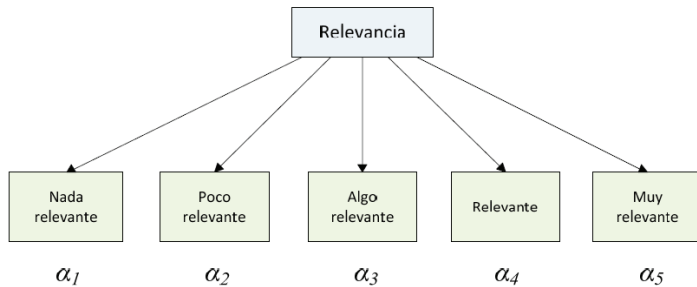 Relevancia
Nada
relevante
Poco
relevante
Algo
relevante
Relevante
Muy
relevante
α1
α2
α3
α4
α5